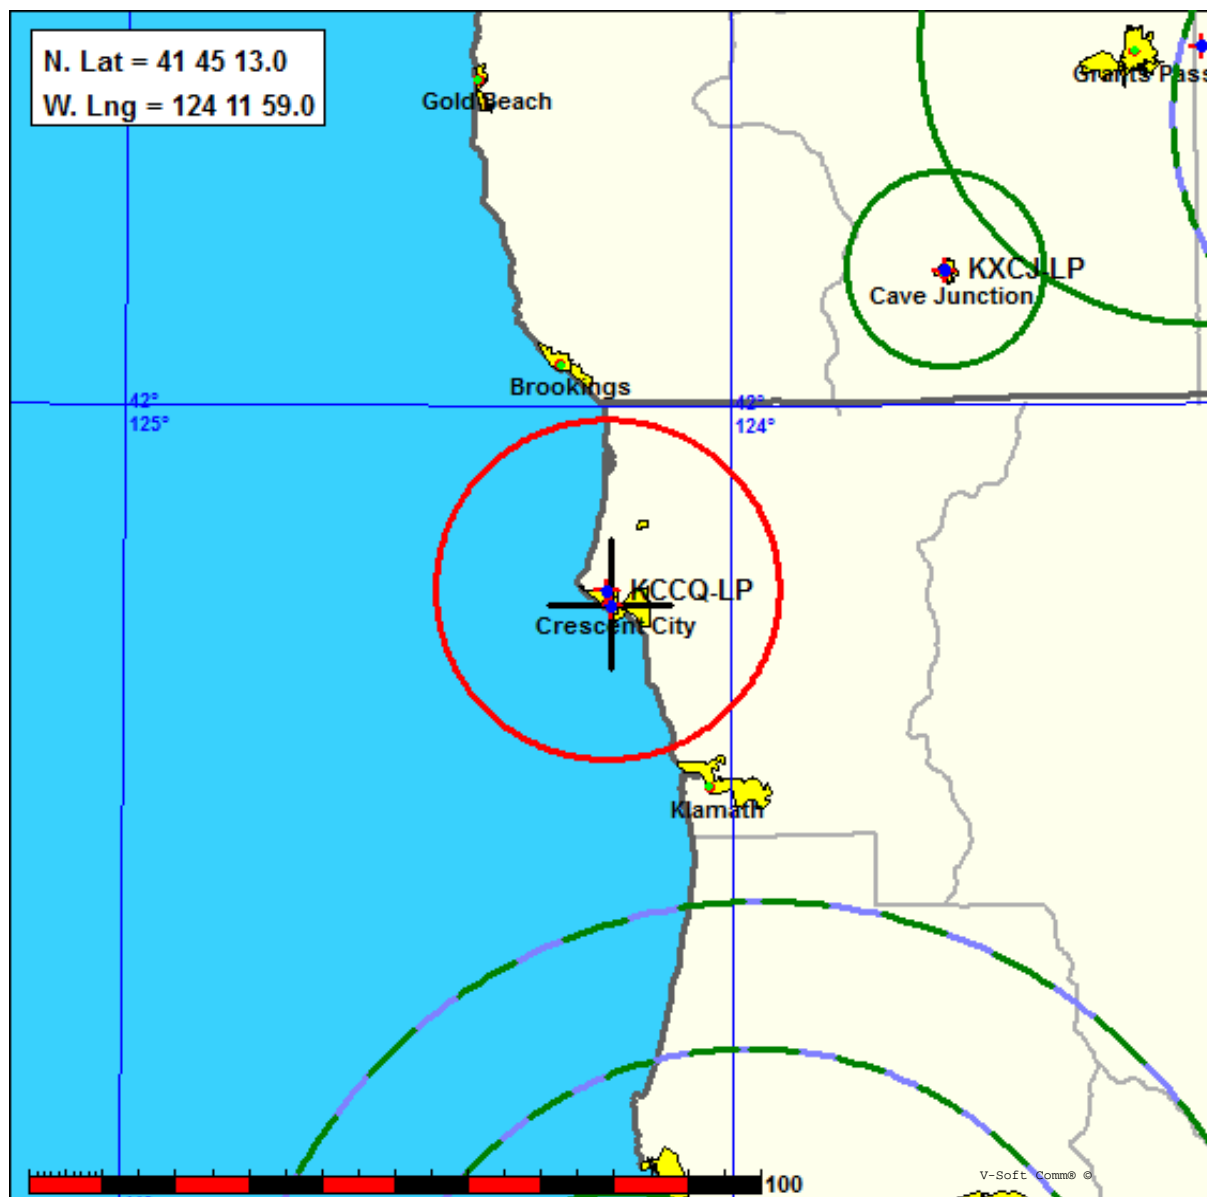 N. Lat = 41 45 13.0
W. Lng = 124 11 59.0
Grants Pass
Gold Beach
KXCJ-LP
Cave Junction
Brookings
42°
125°
42°
124°
KCCQ-LP
Crescent City
Klamath
V-Soft Comm® ©
100